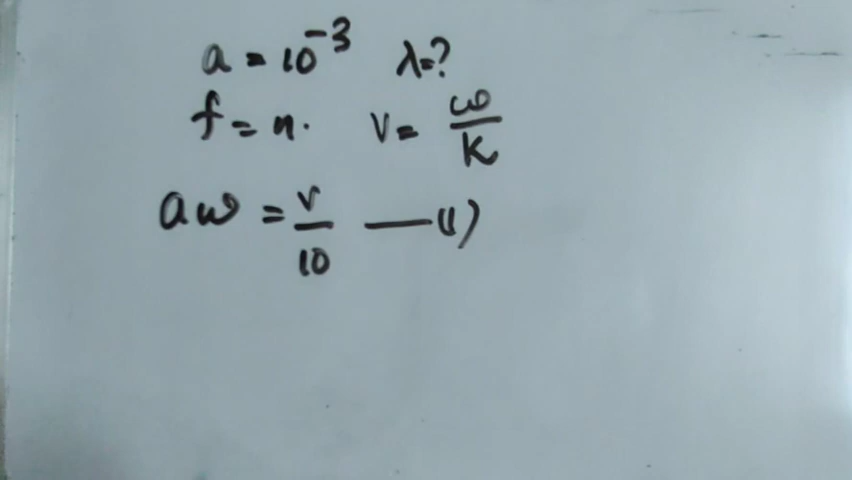 a = 10⁻³ λ=?
f = n. v = ω/K
aω = v/10 —(1)